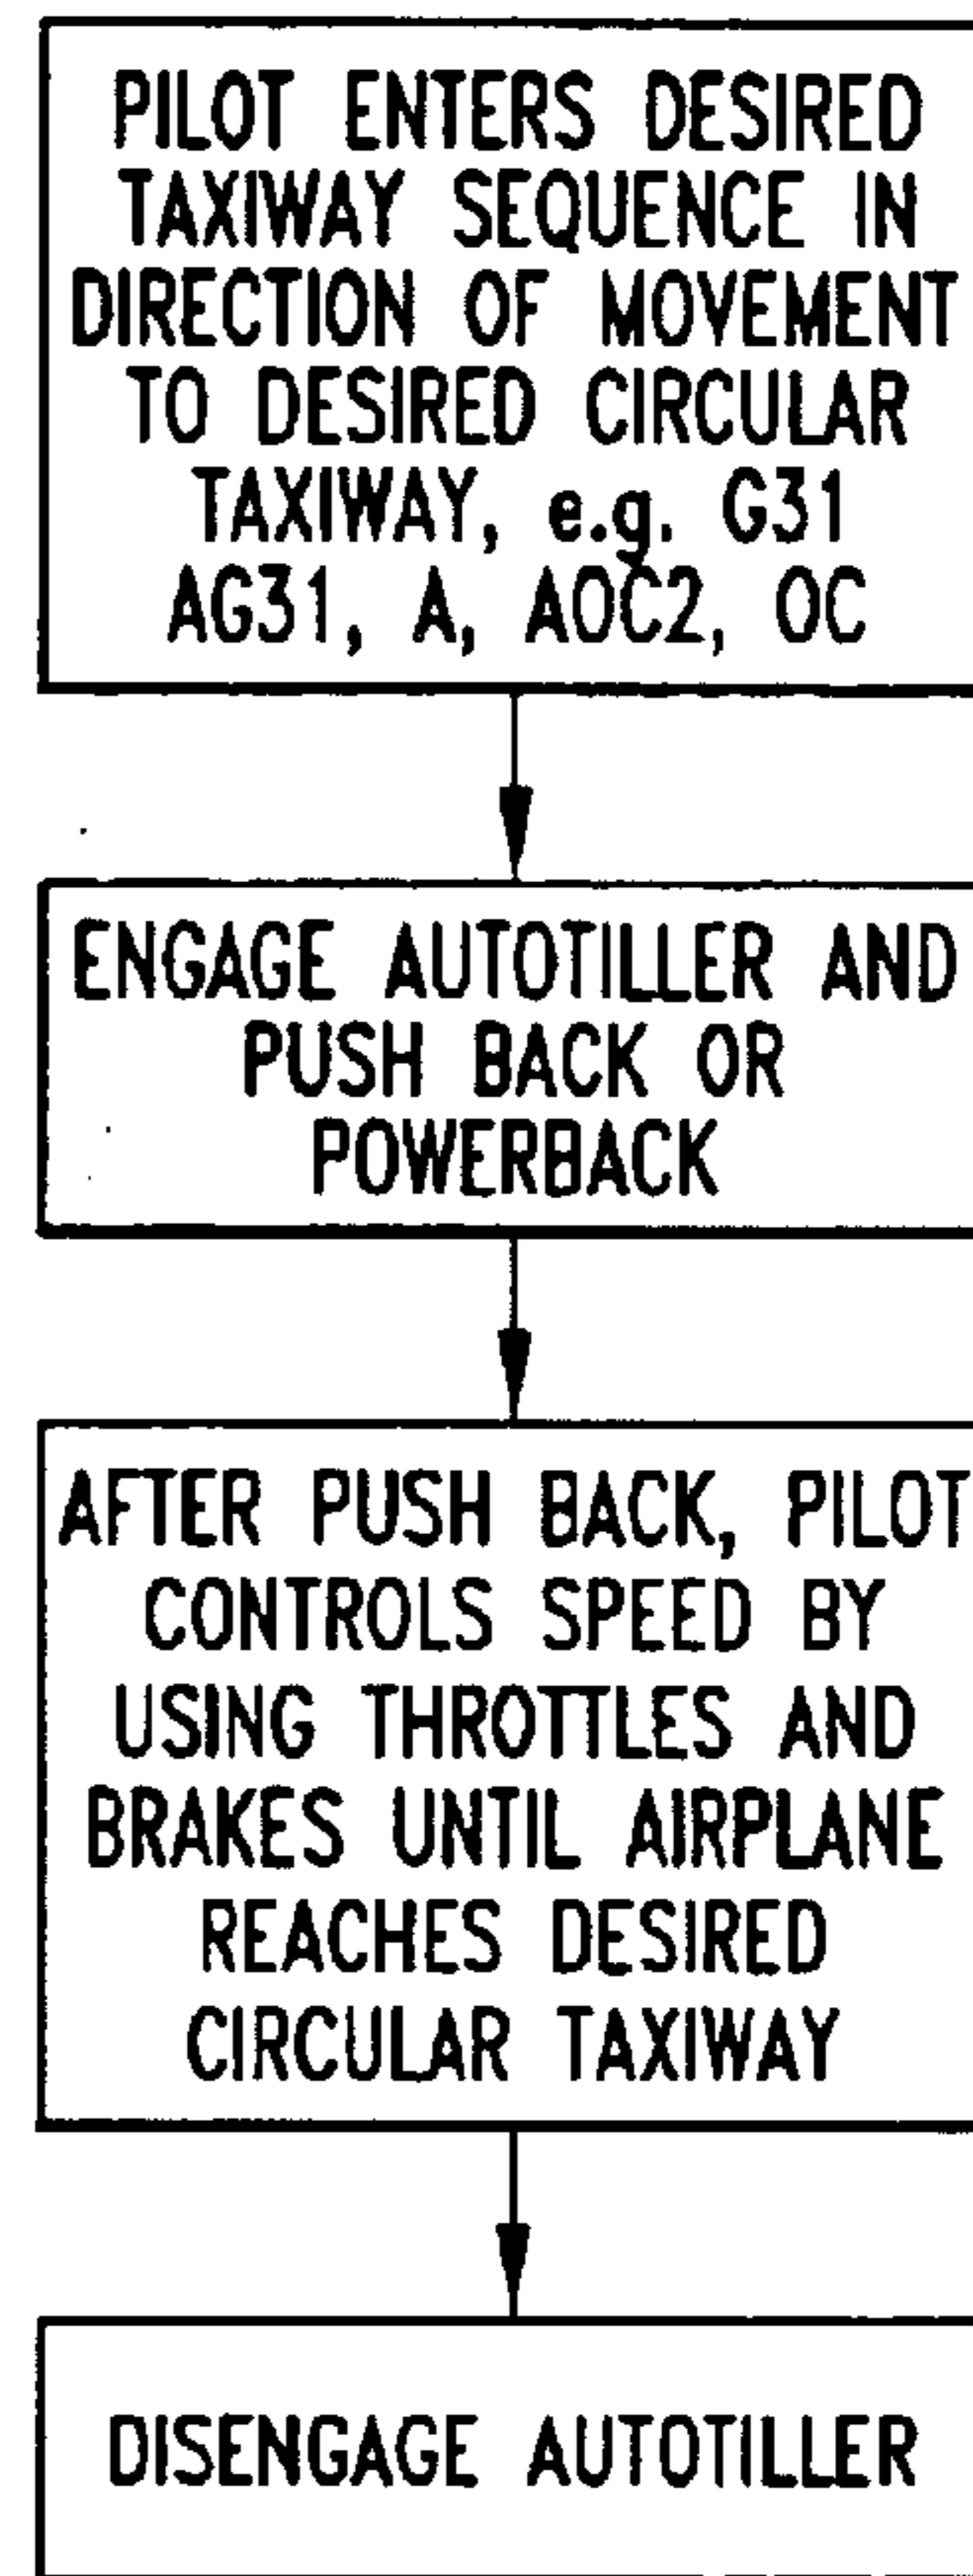 PILOT ENTERS DESIRED
TAXIWAY SEQUENCE IN
DIRECTION OF MOVEMENT
TO DESIRED CIRCULAR
TAXIWAY, e.g. G31
AG31, A, AOC2, OC
ENGAGE AUTOTILLER AND
PUSH BACK OR
POWERBACK
AFTER PUSH BACK, PILOT
CONTROLS SPEED BY
USING THROTTLES AND
BRAKES UNTIL AIRPLANE
REACHES DESIRED
CIRCULAR TAXIWAY
DISENGAGE AUTOTILLER